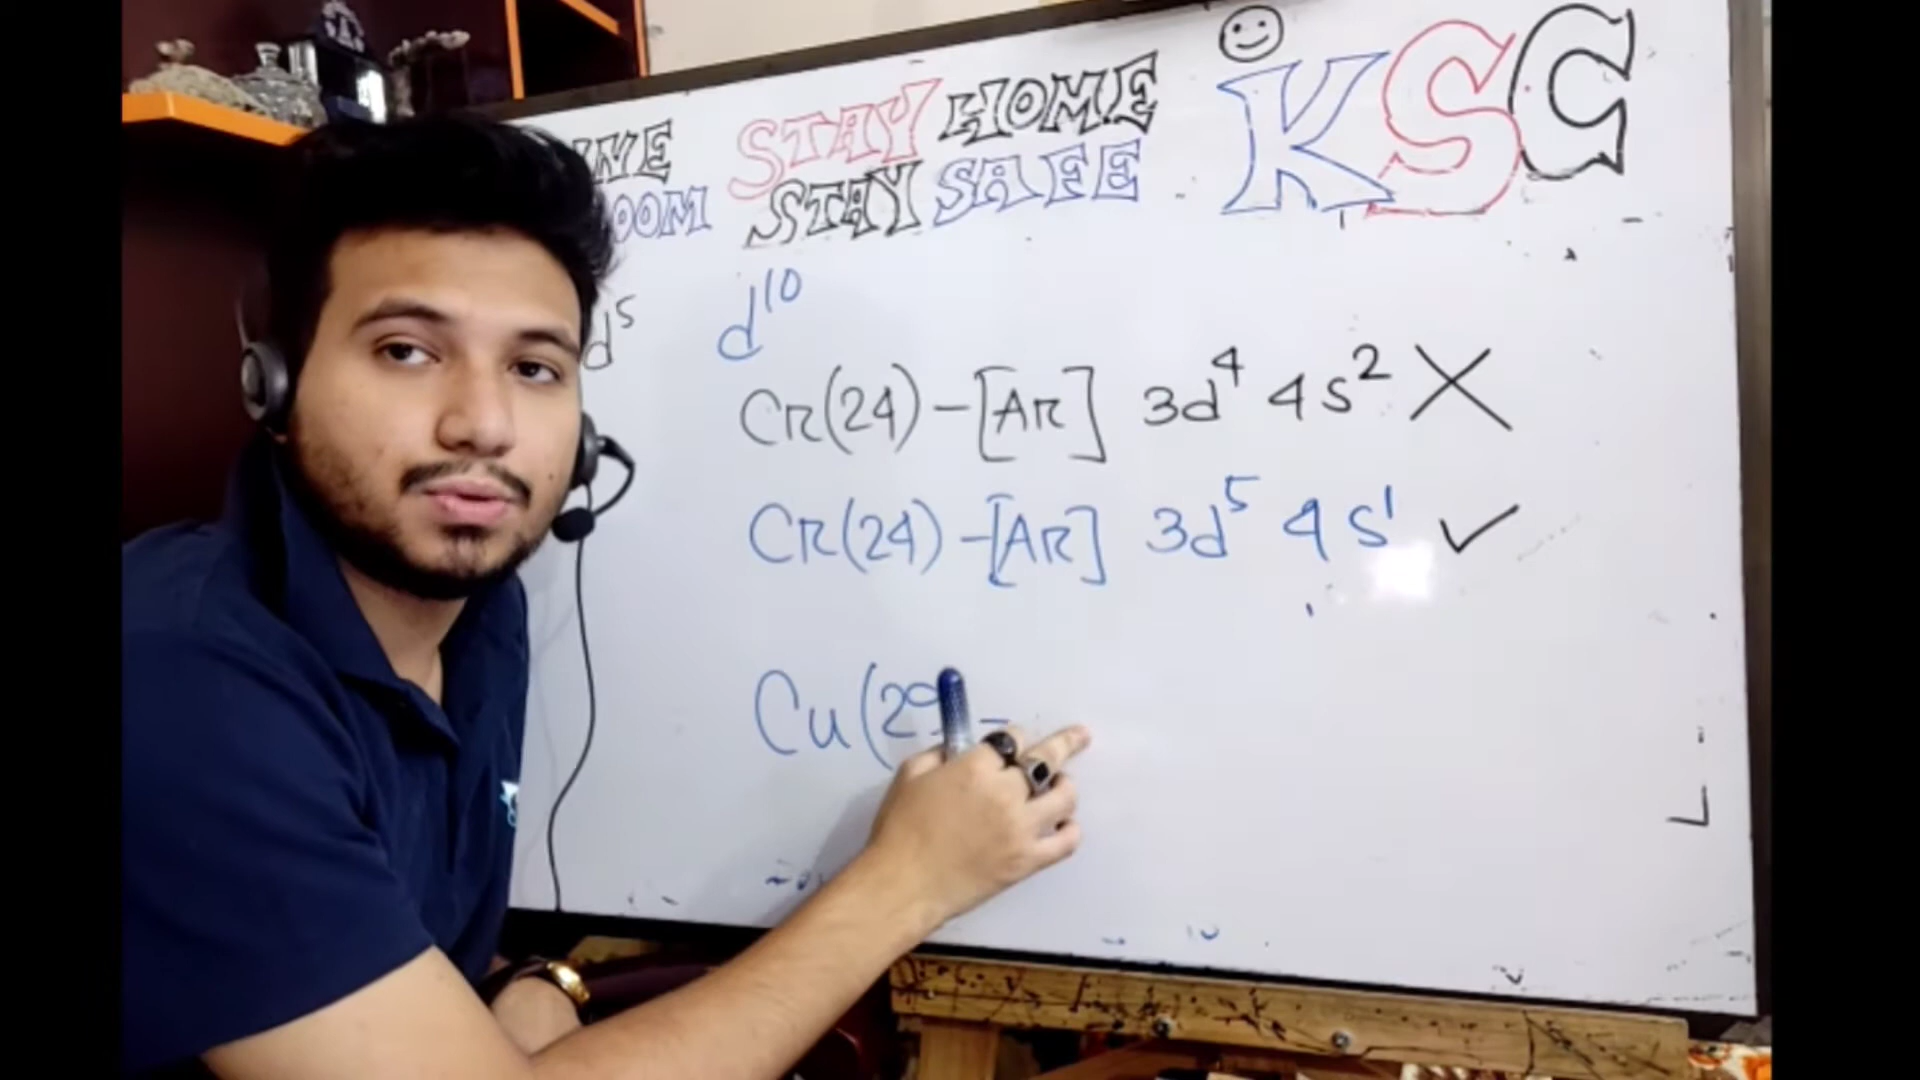 STAY HOME KSC
STAY SAFE
d⁵ d¹⁰
Cr(24) - [Ar] 3d⁴ 4s² ✗
Cr(24) - [Ar] 3d⁵ 4s¹ ✓
Cu(29) -